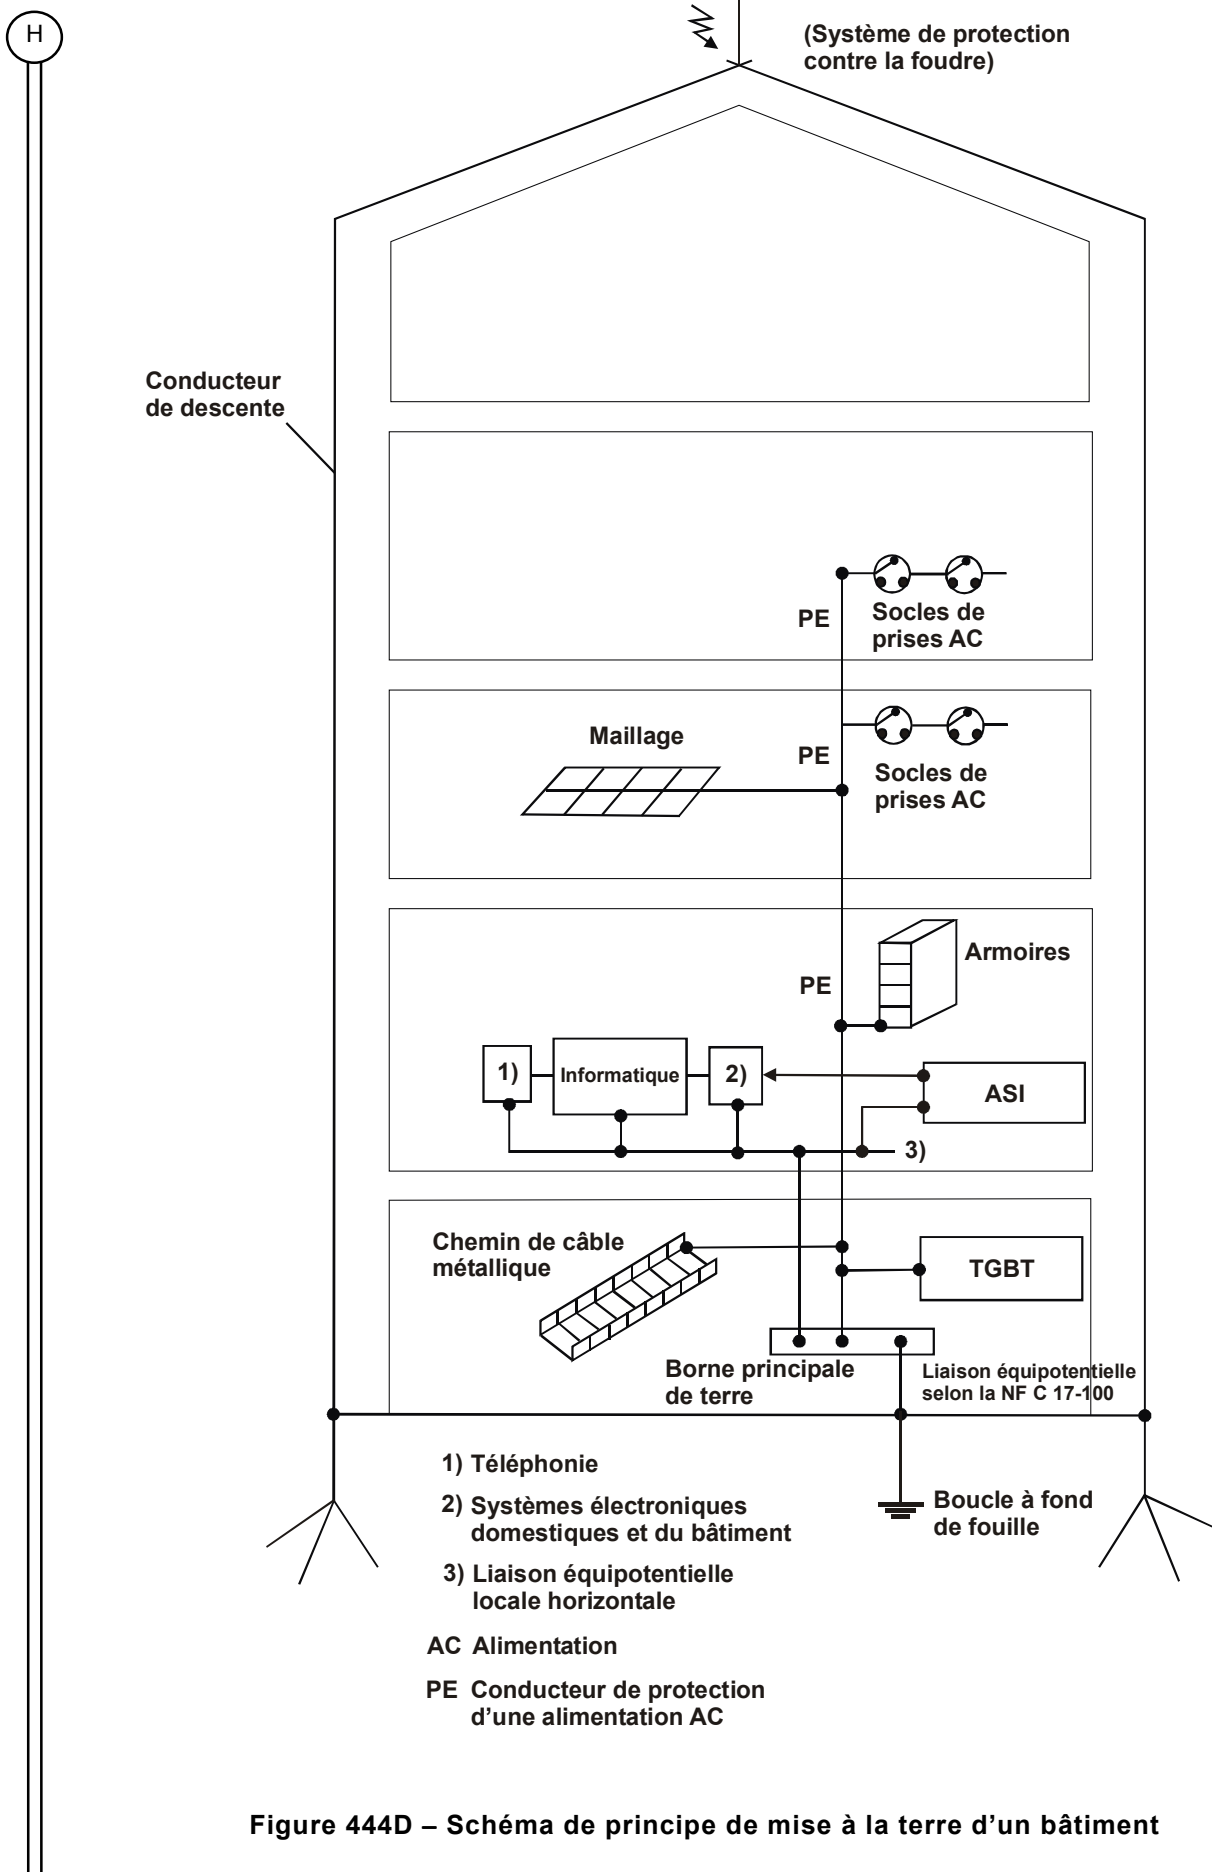 H
(Système de protection
contre la foudre)
Conducteur
de descente
PE
Socles de
prises AC
Maillage
PE
Socles de
prises AC
Armoires
PE
1)
Informatique
2)
ASI
3)
Chemin de câble
métallique
TGBT
Borne principale
de terre
Liaison équipotentielle
selon la NF C 17-100
1) Téléphonie
2) Systèmes électroniques
domestiques et du bâtiment
Boucle à fond
de fouille
3) Liaison équipotentielle
locale horizontale
AC Alimentation
PE Conducteur de protection
d’une alimentation AC
Figure 444D – Schéma de principe de mise à la terre d’un bâtiment